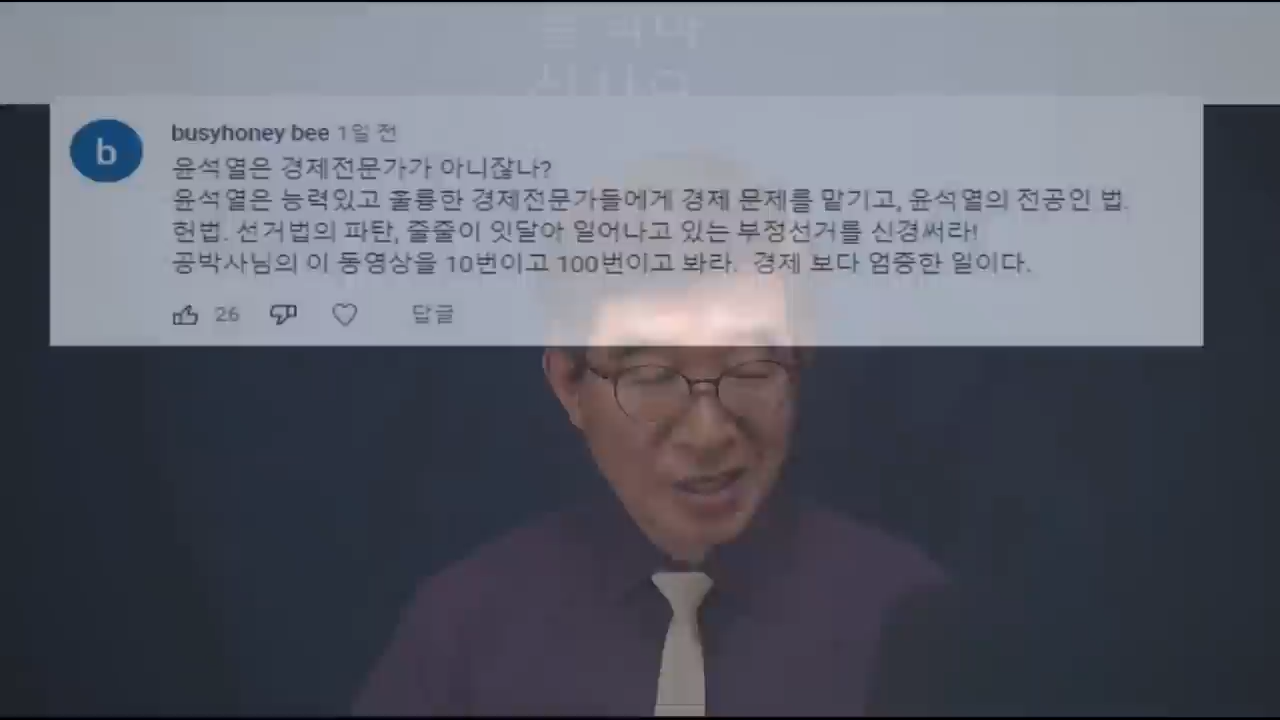 b
busyhoney bee 1일 전
윤석열은 경제전문가가 아니잖나?
윤석열은 능력있고 훌륭한 경제전문가들에게 경제 문제를 맡기고, 윤석열의 전공인 법.
헌법. 선거법의 파탄, 줄줄이 잇달아 일어나고 있는 부정선거를 신경써라!
공박사님의 이 동영상을 10번이고 100번이고 봐라. 경제 보다 엄중한 일이다.
26 답글